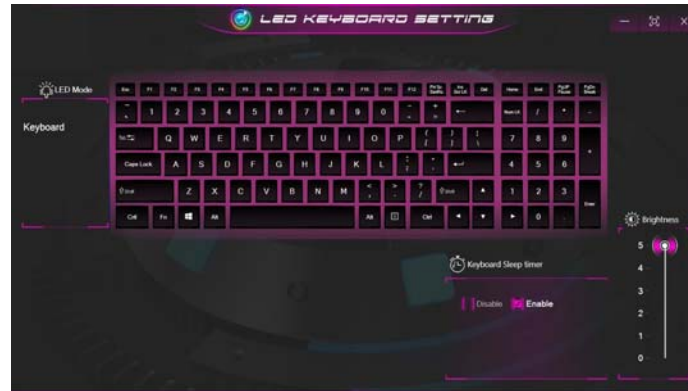 LED KEYBOARD SETTING
LED Mode
Keyboard
Esc F1 F2 F3 F4 F5 F6 F7 F8 F9 F10 F11 F12 Del Home End
1 2 3 4 5 6 7 8 9 0 - + ← Num LK / * -
Q W E R T Y U I O P { } 7 8 9 +
Caps Lock A S D F G H J K L 4 5 6
Z X C V B N M < , > . ? / 1 2 3 Enter
Ctrl Fn Alt Alt Ctrl 0 .
Brightness
5
4
3
2
1
0
Keyboard Sleep timer
Disable Enable